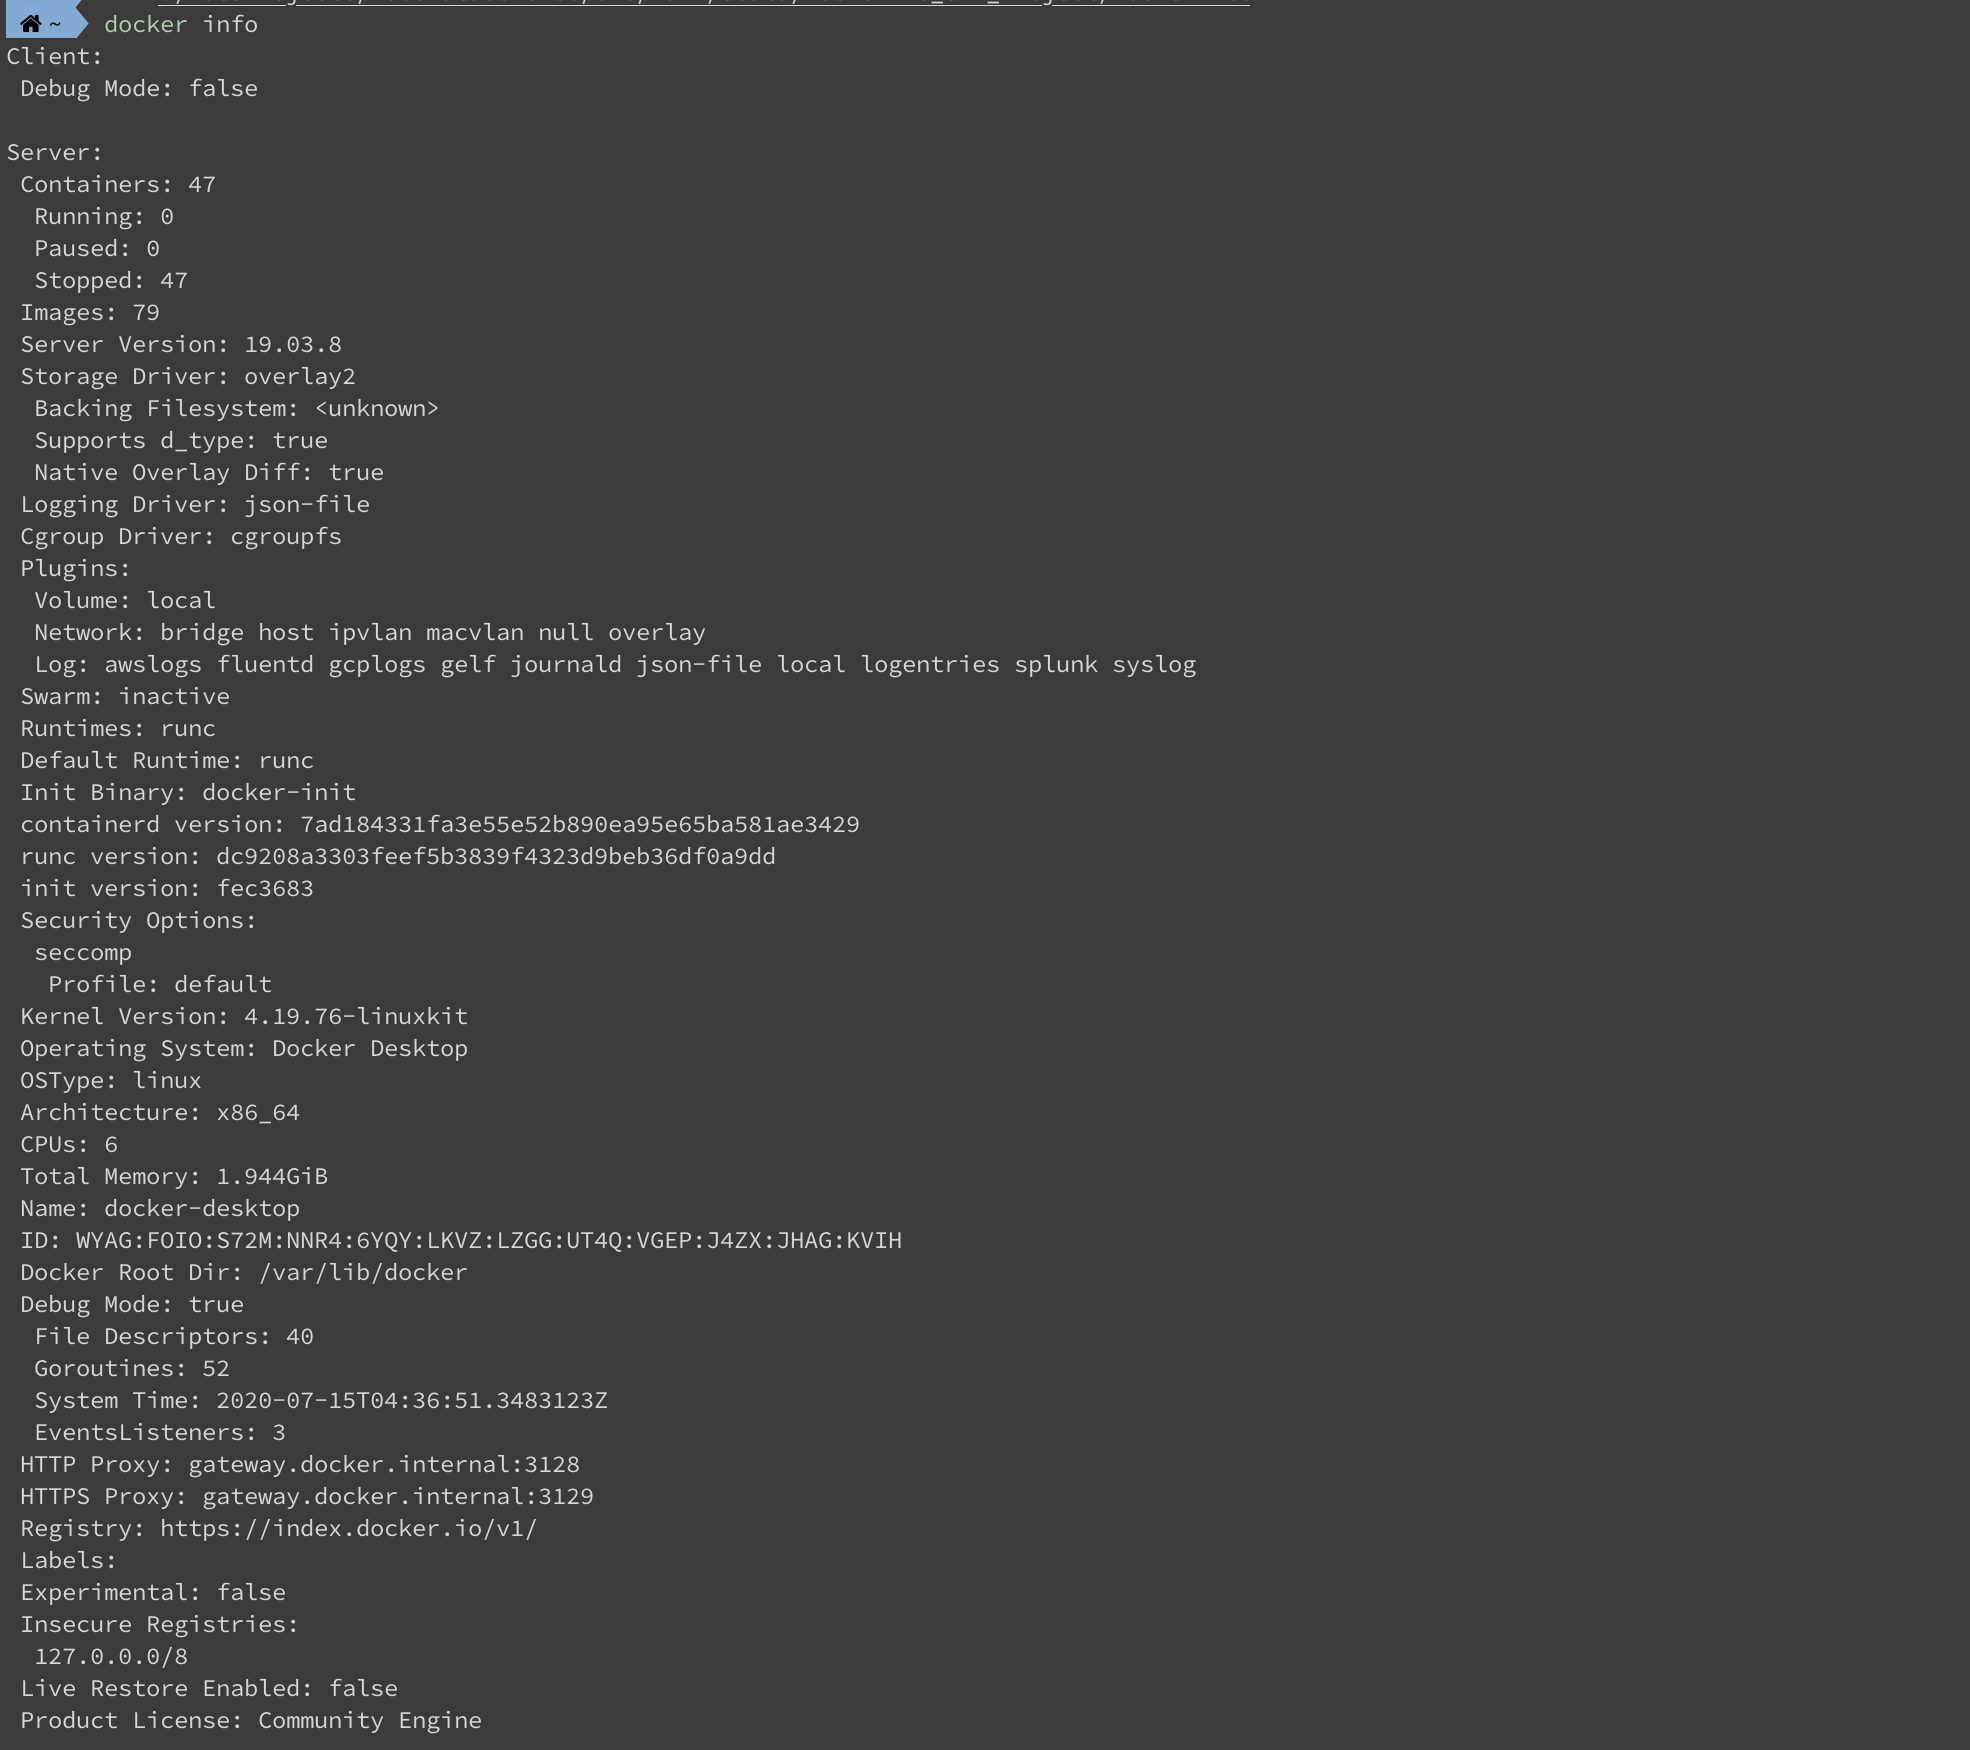 ~ docker info
Client:
 Debug Mode: false

Server:
 Containers: 47
  Running: 0
  Paused: 0
  Stopped: 47
 Images: 79
 Server Version: 19.03.8
 Storage Driver: overlay2
  Backing Filesystem: <unknown>
  Supports d_type: true
  Native Overlay Diff: true
 Logging Driver: json-file
 Cgroup Driver: cgroupfs
 Plugins:
  Volume: local
  Network: bridge host ipvlan macvlan null overlay
  Log: awslogs fluentd gcplogs gelf journald json-file local logentries splunk syslog
 Swarm: inactive
 Runtimes: runc
 Default Runtime: runc
 Init Binary: docker-init
 containerd version: 7ad184331fa3e55e52b890ea95e65ba581ae3429
 runc version: dc9208a3303feef5b3839f4323d9beb36df0a9dd
 init version: fec3683
 Security Options:
  seccomp
   Profile: default
 Kernel Version: 4.19.76-linuxkit
 Operating System: Docker Desktop
 OSType: linux
 Architecture: x86_64
 CPUs: 6
 Total Memory: 1.944GiB
 Name: docker-desktop
 ID: WYAG:FOIO:S72M:NNR4:6YQY:LKVZ:LZGG:UT4Q:VGEP:J4ZX:JHAG:KVIH
 Docker Root Dir: /var/lib/docker
 Debug Mode: true
  File Descriptors: 40
  Goroutines: 52
  System Time: 2020-07-15T04:36:51.3483123Z
  EventsListeners: 3
 HTTP Proxy: gateway.docker.internal:3128
 HTTPS Proxy: gateway.docker.internal:3129
 Registry: https://index.docker.io/v1/
 Labels:
 Experimental: false
 Insecure Registries:
  127.0.0.0/8
 Live Restore Enabled: false
 Product License: Community Engine